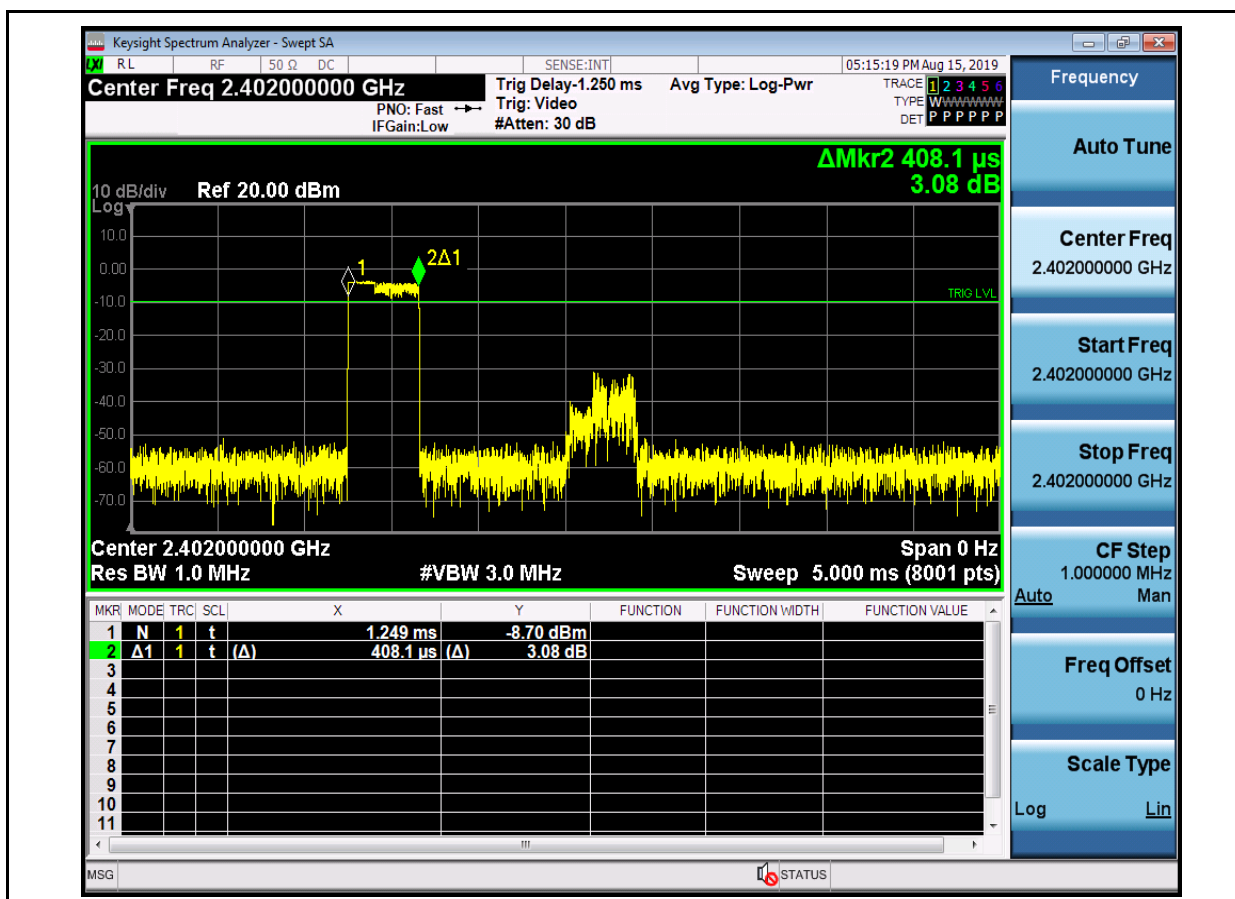 Keysight Spectrum Analyzer - Swept SA
LXI RL RF 50 Ω DC SENSE:INT 05:15:19 PM Aug 15, 2019
Center Freq 2.402000000 GHz
PNO: Fast
IFGain:Low
Trig Delay-1.250 ms
Trig: Video
#Atten: 30 dB
Avg Type: Log-Pwr
TRACE 1 2 3 4 5 6
TYPE WWWWWW
DET P P P P P P
ΔMkr2 408.1 µs
3.08 dB
10 dB/div Ref 20.00 dBm
Log
10.0
0.00
-10.0
-20.0
-30.0
-40.0
-50.0
-60.0
-70.0
1
2Δ1
TRIG LVL
Center 2.402000000 GHz Span 0 Hz
Res BW 1.0 MHz #VBW 3.0 MHz Sweep 5.000 ms (8001 pts)
MKR MODE TRC SCL X Y FUNCTION FUNCTION WIDTH FUNCTION VALUE
1 N 1 t 1.249 ms -8.70 dBm
2 Δ1 1 t (Δ) 408.1 µs (Δ) 3.08 dB
3
4
5
6
7
8
9
10
11
MSG STATUS
Frequency
Auto Tune
Center Freq
2.402000000 GHz
Start Freq
2.402000000 GHz
Stop Freq
2.402000000 GHz
CF Step
1.000000 MHz
Auto Man
Freq Offset
0 Hz
Scale Type
Log Lin